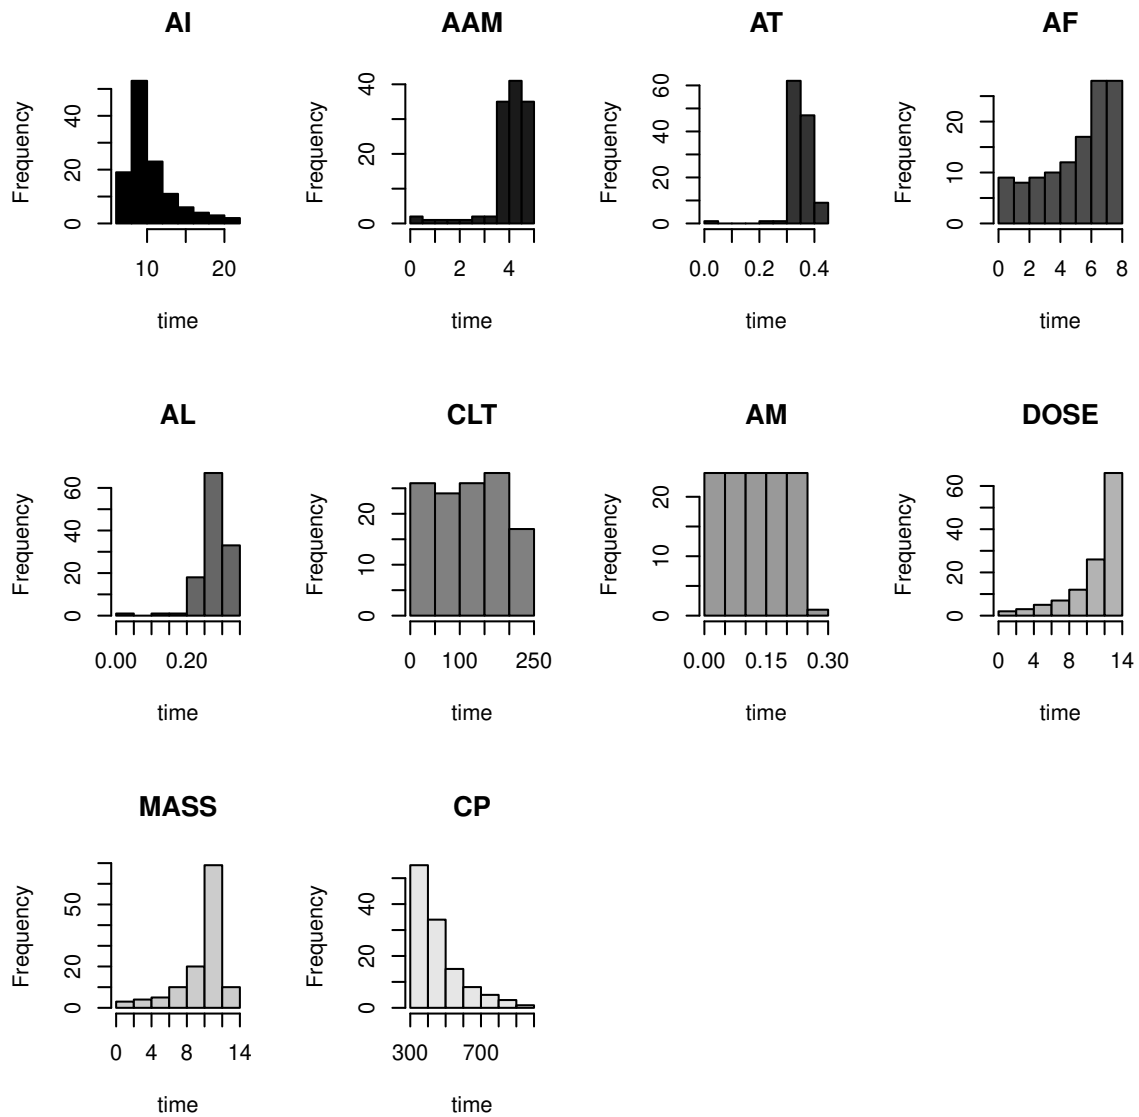 AI AAM AT AF
Frequency 0 20 40
10 20
time
Frequency 0 20 40
0 2 4
time
Frequency 0 20 40 60
0.0 0.2 0.4
time
Frequency 0 10 20
0 2 4 6 8
time
AL CLT AM DOSE
Frequency 0 20 40 60
0.00 0.20
time
Frequency 0 10 20
0 100 250
time
Frequency 0 10 20
0.00 0.15 0.30
time
Frequency 0 20 40 60
0 4 8 14
time
MASS CP
Frequency 0 20 50
0 4 8 14
time
Frequency 0 20 40
300 700
time